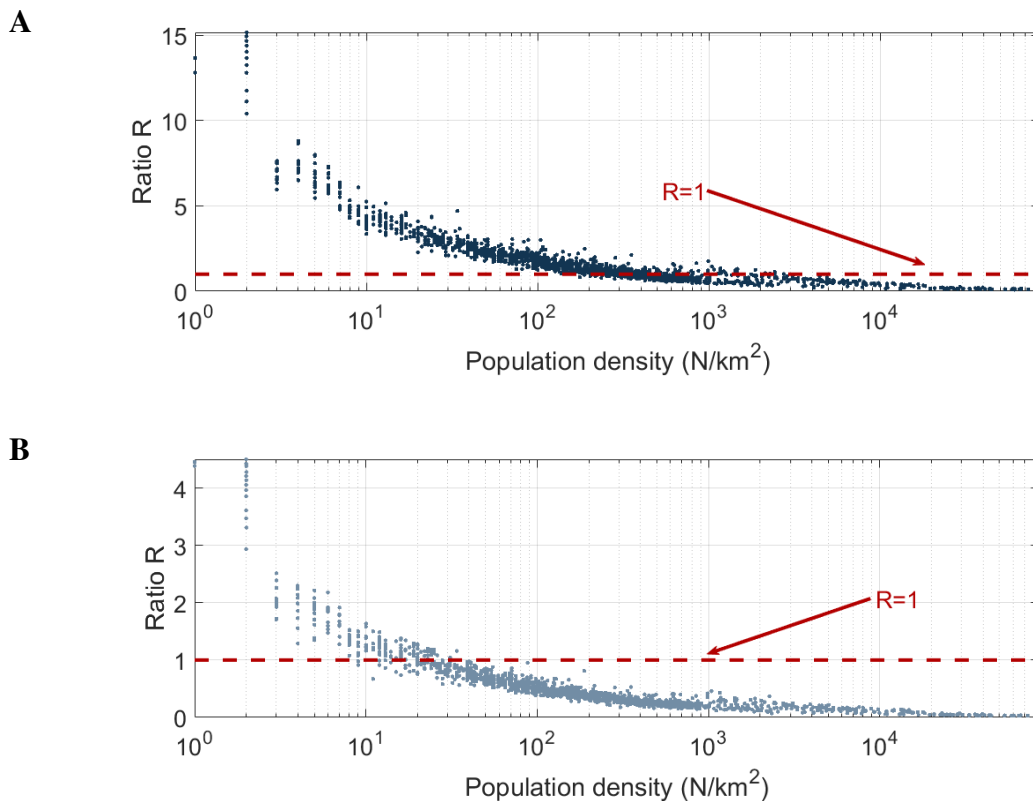 A
15
10
5
0
Ratio R
R=1
10^0 10^1 10^2 10^3 10^4
Population density (N/km^2)
B
4
3
2
1
0
Ratio R
R=1
10^0 10^1 10^2 10^3 10^4
Population density (N/km^2)